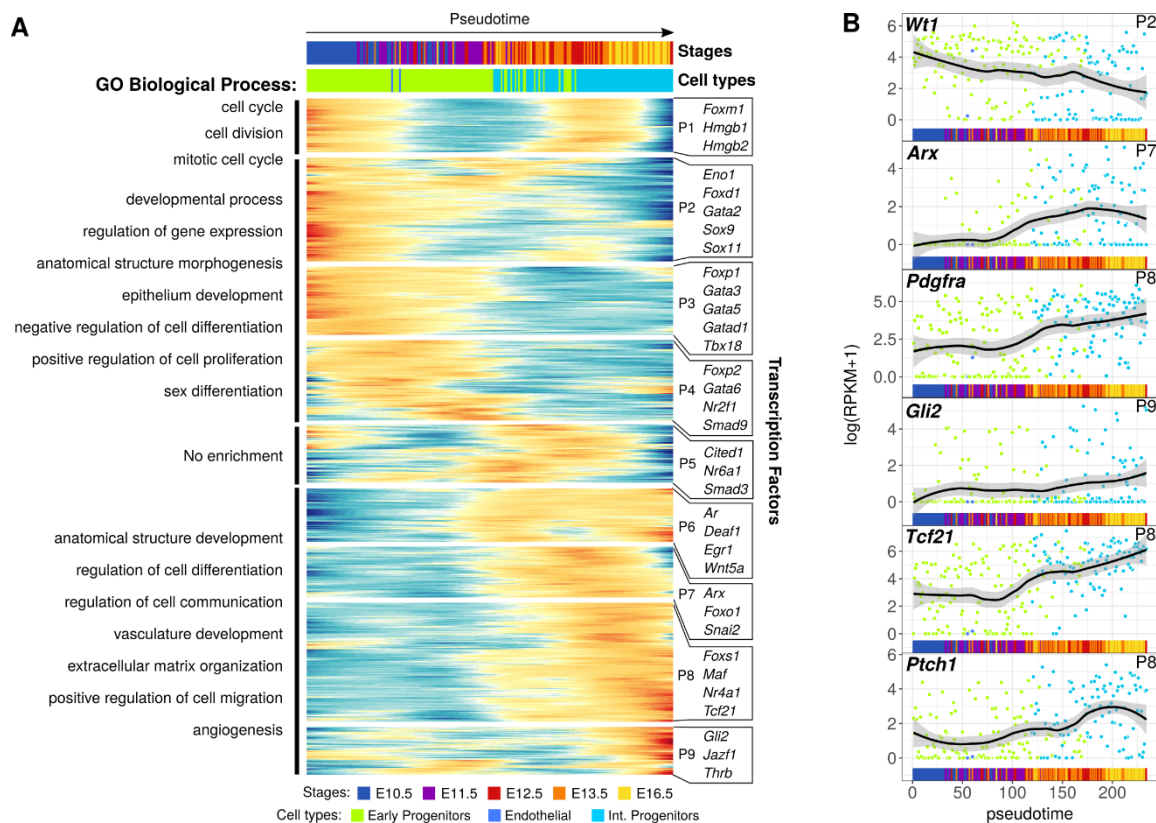 A
Pseudotime
Stages
GO Biological Process:
Cell types
cell cycle
cell division
mitotic cell cycle
developmental process
regulation of gene expression
anatomical structure morphogenesis
epithelium development
negative regulation of cell differentiation
positive regulation of cell proliferation
sex differentiation
No enrichment
anatomical structure development
regulation of cell differentiation
regulation of cell communication
vasculature development
extracellular matrix organization
positive regulation of cell migration
angiogenesis
P1
Foxm1
Hmgb1
Hmgb2
P2
Eno1
Foxd1
Gata2
Sox9
Sox11
P3
Foxp1
Gata3
Gata5
Gatad1
Tbx18
P4
Foxp2
Gata6
Nr2f1
Smad9
P5
Cited1
Nr6a1
Smad3
P6
Ar
Deaf1
Egr1
Wnt5a
P7
Arx
Foxo1
Snai2
P8
Foxs1
Maf
Nr4a1
Tcf21
P9
Gli2
Jazf1
Thrb
Transcription Factors
Stages: E10.5 E11.5 E12.5 E13.5 E16.5
Cell types: Early Progenitors Endothelial Int. Progenitors
B
log(RPKM+1)
Wt1 P2
6
4
2
0
Arx P7
4
2
0
Pdgfra P8
5.0
2.5
0.0
Gli2 P9
4
2
0
Tcf21 P8
6
4
2
0
Ptch1 P8
6
4
2
0
0 50 100 150 200
pseudotime